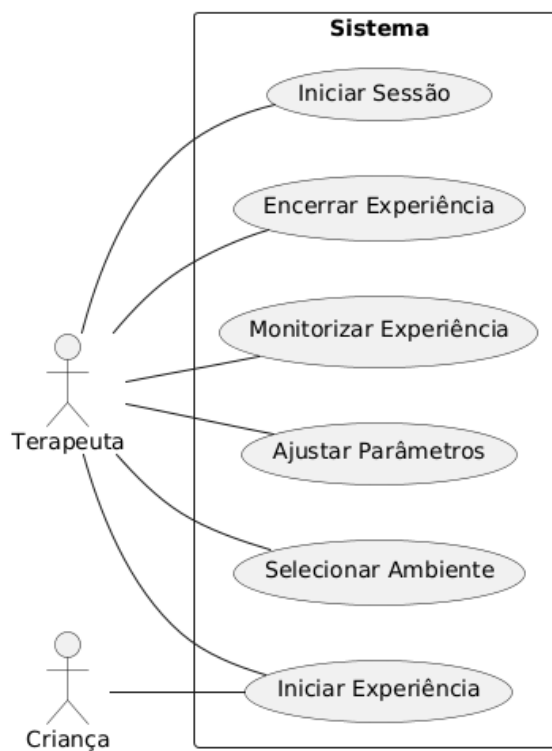 Sistema
Iniciar Sessão
Encerrar Experiência
Monitorizar Experiência
Terapeuta
Ajustar Parâmetros
Selecionar Ambiente
Iniciar Experiência
Criança